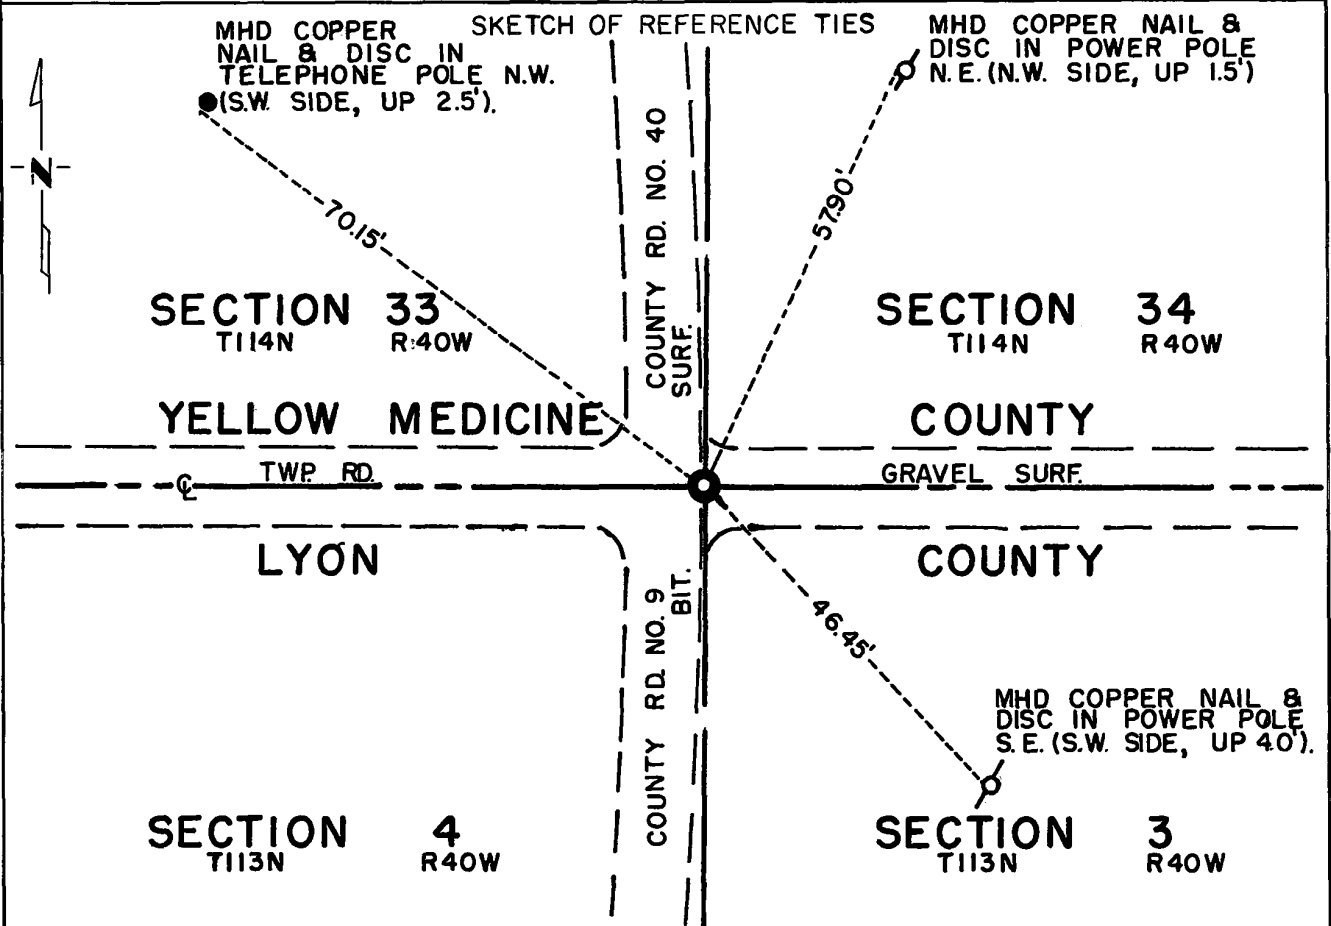 SKETCH OF REFERENCE TIES
MHD COPPER
NAIL & DISC IN
TELEPHONE POLE N.W.
(S.W. SIDE, UP 2.5').
MHD COPPER NAIL &
DISC IN POWER POLE
N.E. (N.W. SIDE, UP 1.5')
N
70.15'
57.90'
COUNTY RD. NO. 40
SURF.
SECTION 33
T114N R40W
SECTION 34
T114N R40W
YELLOW MEDICINE
COUNTY
℄
TWP. RD.
GRAVEL SURF.
LYON
COUNTY
COUNTY RD. NO. 9
BIT.
46.45'
MHD COPPER NAIL &
DISC IN POWER POLE
S.E. (S.W. SIDE, UP 4.0').
SECTION 4
T113N R40W
SECTION 3
T113N R40W